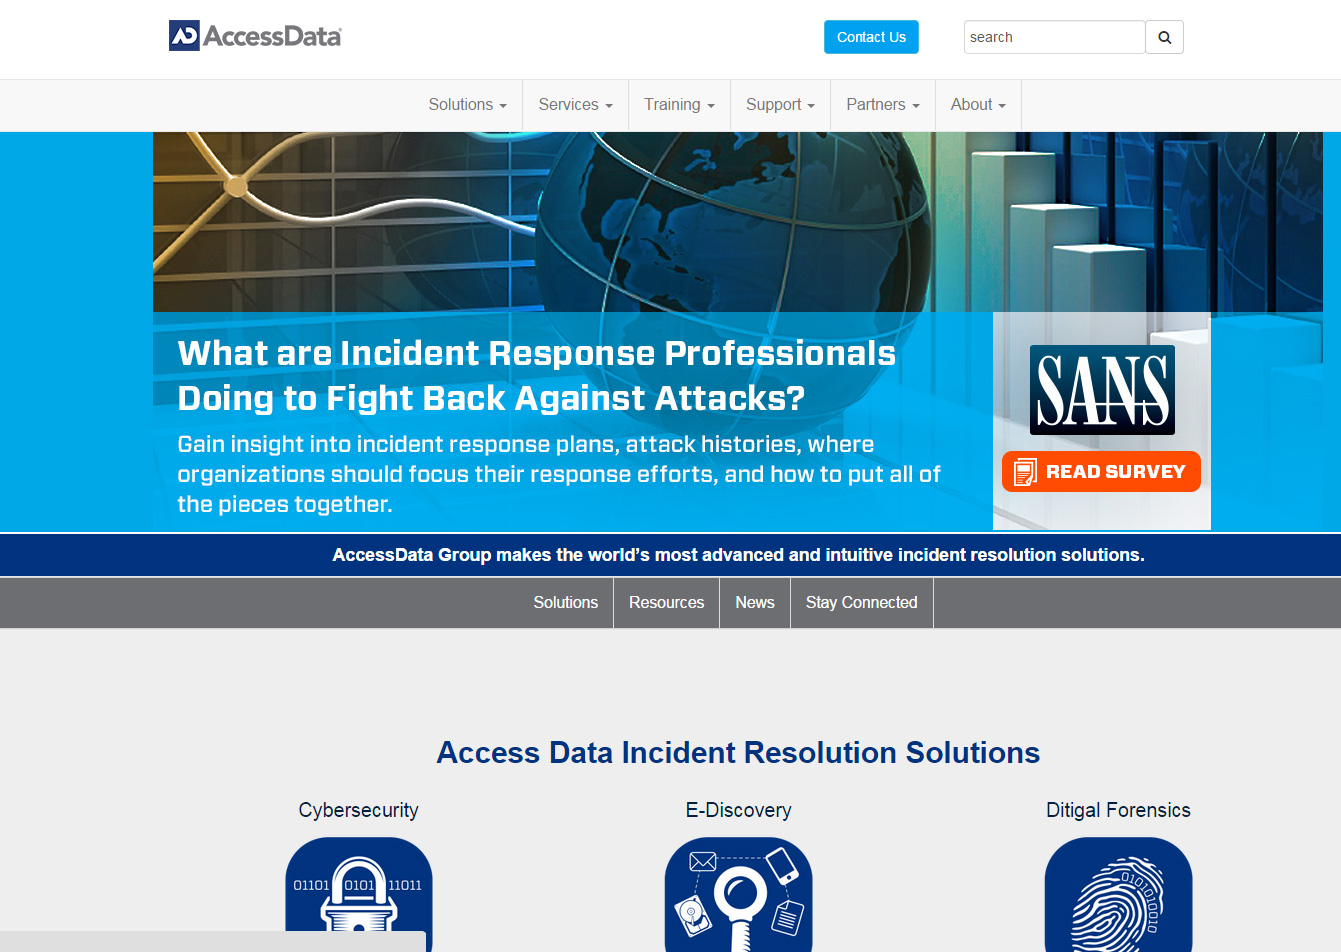 AccessData
Contact Us
search
Solutions
Services
Training
Support
Partners
About
What are Incident Response Professionals
Doing to Fight Back Against Attacks?
Gain insight into incident response plans, attack histories, where
organizations should focus their response efforts, and how to put all of
the pieces together.
SANS
READ SURVEY
AccessData Group makes the world’s most advanced and intuitive incident resolution solutions.
Solutions
Resources
News
Stay Connected
Access Data Incident Resolution Solutions
Cybersecurity
E-Discovery
Ditigal Forensics
01101 0101 11011
0101010010